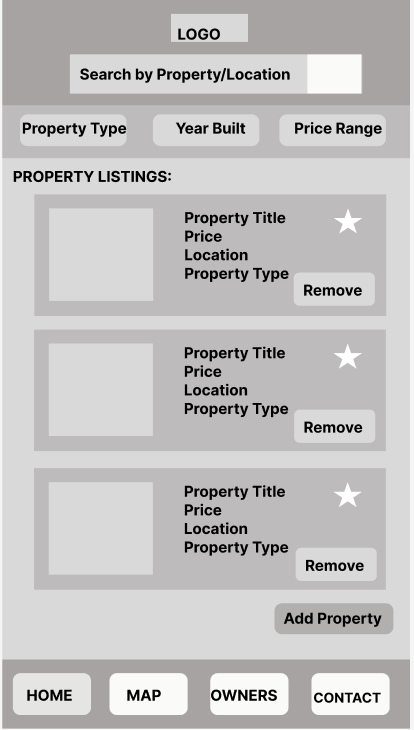 LOGO
Search by Property/Location
Property Type
Year Built
Price Range
PROPERTY LISTINGS:
Property Title
Price
Location
Property Type
Remove
Property Title
Price
Location
Property Type
Remove
Property Title
Price
Location
Property Type
Remove
Add Property
HOME
MAP
OWNERS
CONTACT